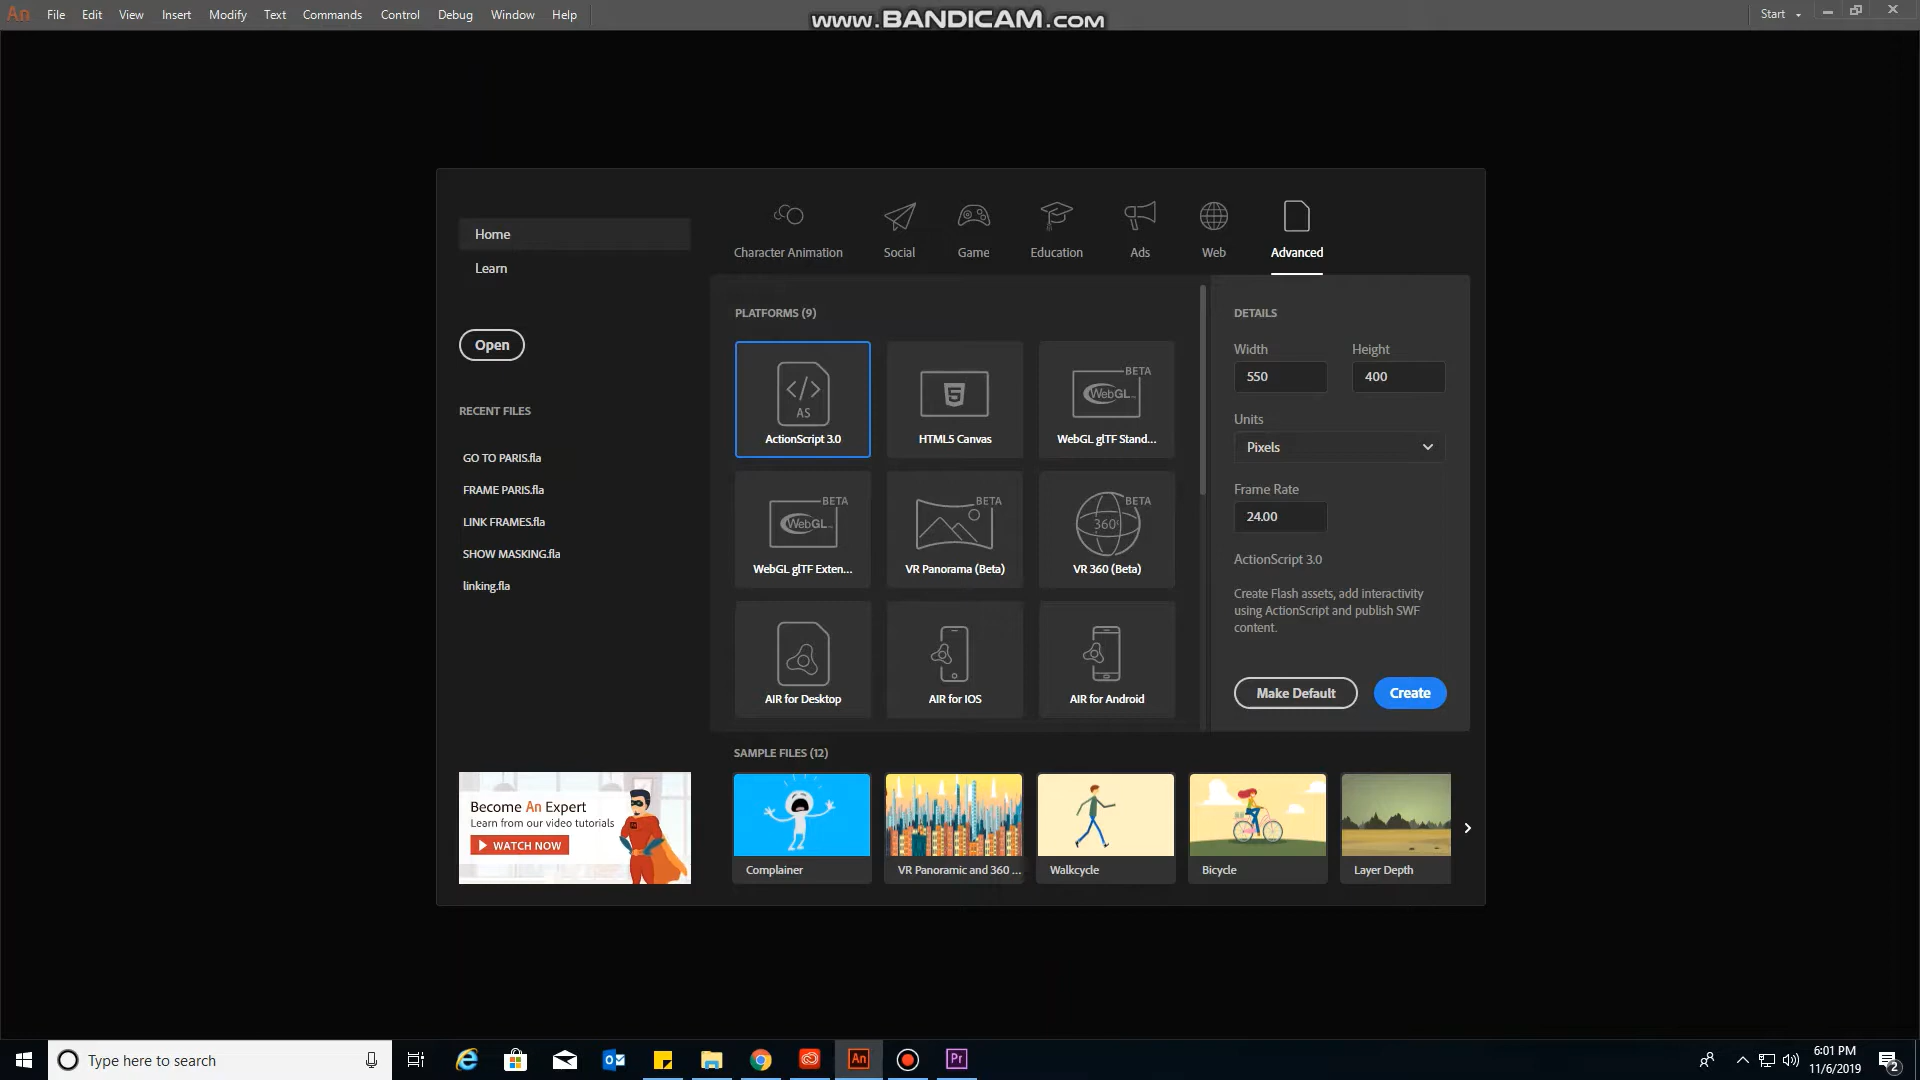 An File Edit View Insert Modify Text Commands Control Debug Window Help
www.BANDICAM.com
Start
Home
Learn
Open
RECENT FILES
GO TO PARIS.fla
FRAME PARIS.fla
LINK FRAMES.fla
SHOW MASKING.fla
linking.fla
Become An Expert
Learn from our video tutorials
WATCH NOW
Character Animation Social Game Education Ads Web Advanced
PLATFORMS (9)
AS
ActionScript 3.0
5
HTML5 Canvas
BETA
WebGL
WebGL glTF Stand...
BETA
WebGL
WebGL glTF Exten...
BETA
VR Panorama (Beta)
BETA
360°
VR 360 (Beta)
AIR for Desktop
AIR for IOS
AIR for Android
DETAILS
Width Height
550 400
Units
Pixels
Frame Rate
24.00
ActionScript 3.0
Create Flash assets, add interactivity
using ActionScript and publish SWF
content.
Make Default Create
SAMPLE FILES (12)
Complainer
VR Panoramic and 360 ...
Walkcycle
Bicycle
Layer Depth
Type here to search
An
Pr
6:01 PM
11/6/2019
2